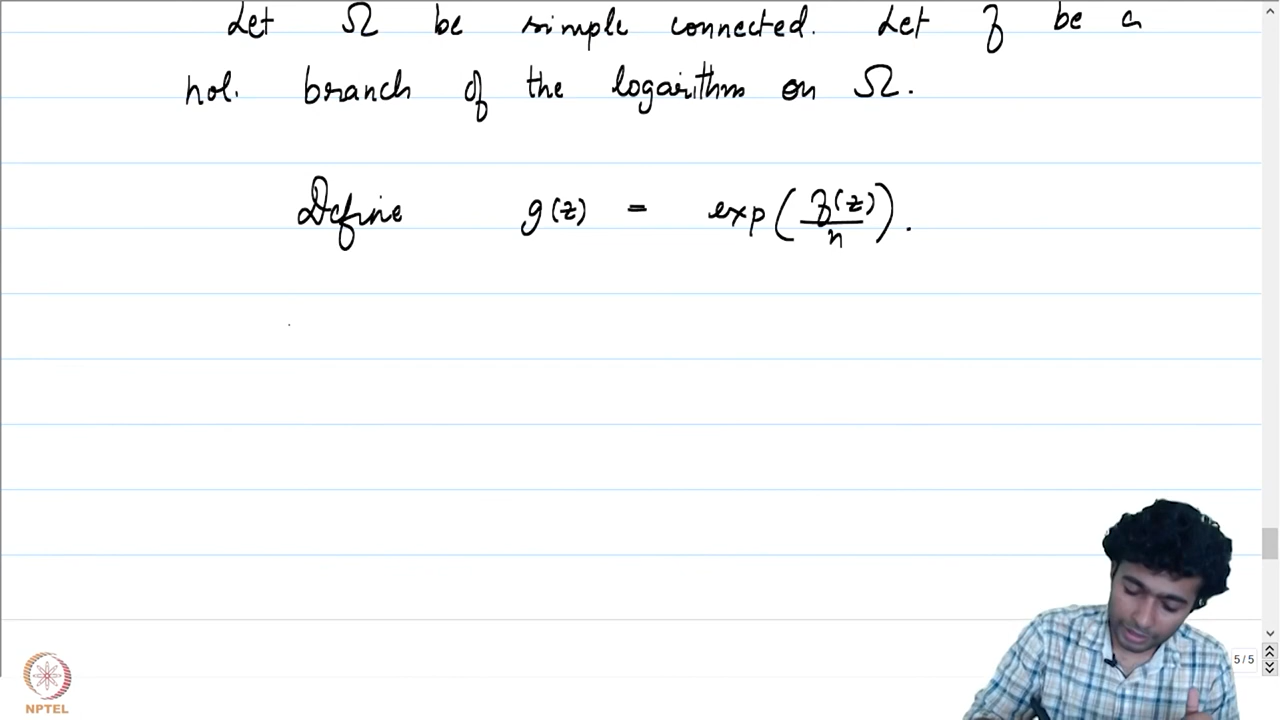 Let Ω be simple connected. Let f be a
hol. branch of the logarithm on Ω.
Define g(z) = exp(f(z)/n).
5/5
NPTEL